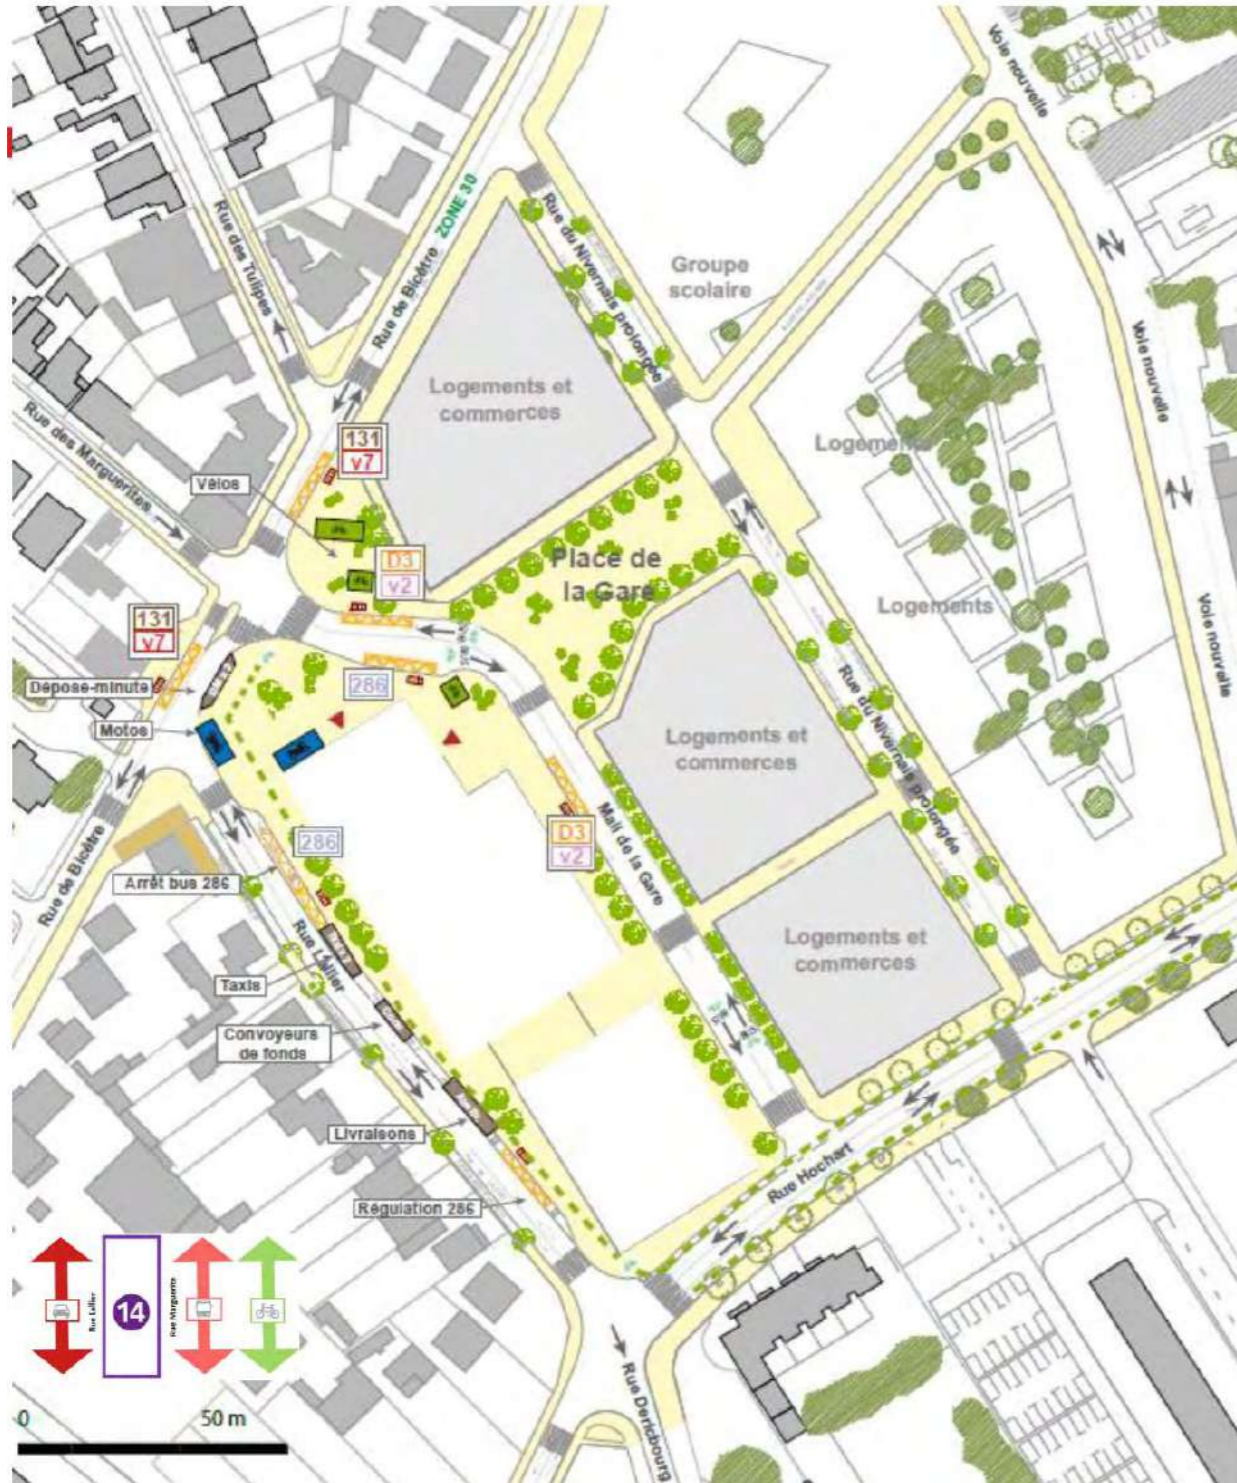 Voie nouvelle
Rue des Tulipes
Rue de Bicêtre
ZONE 30
Rue du Nivernais prolongée
Groupe
scolaire
Voie nouvelle
Logements et
commerces
Rue des Marguerites
131
v7
Vélos
Logements
D3
v2
Place de
la Gare
Logements
Voie nouvelle
131
v7
Dépose-minute
286
Motos
Rue du Nivernais prolongée
Logements et
commerces
286
D3
v2
Mail de la Gare
Rue de Bicêtre
Arrêt bus 286
Rue Lallier
Logements et
commerces
Taxis
Convoyeurs
de fonds
Livraisons
Rue Hochart
Régulation 286
Rue Lallier
14
Rue Marguerite
0
50 m
Rue Dericbourg